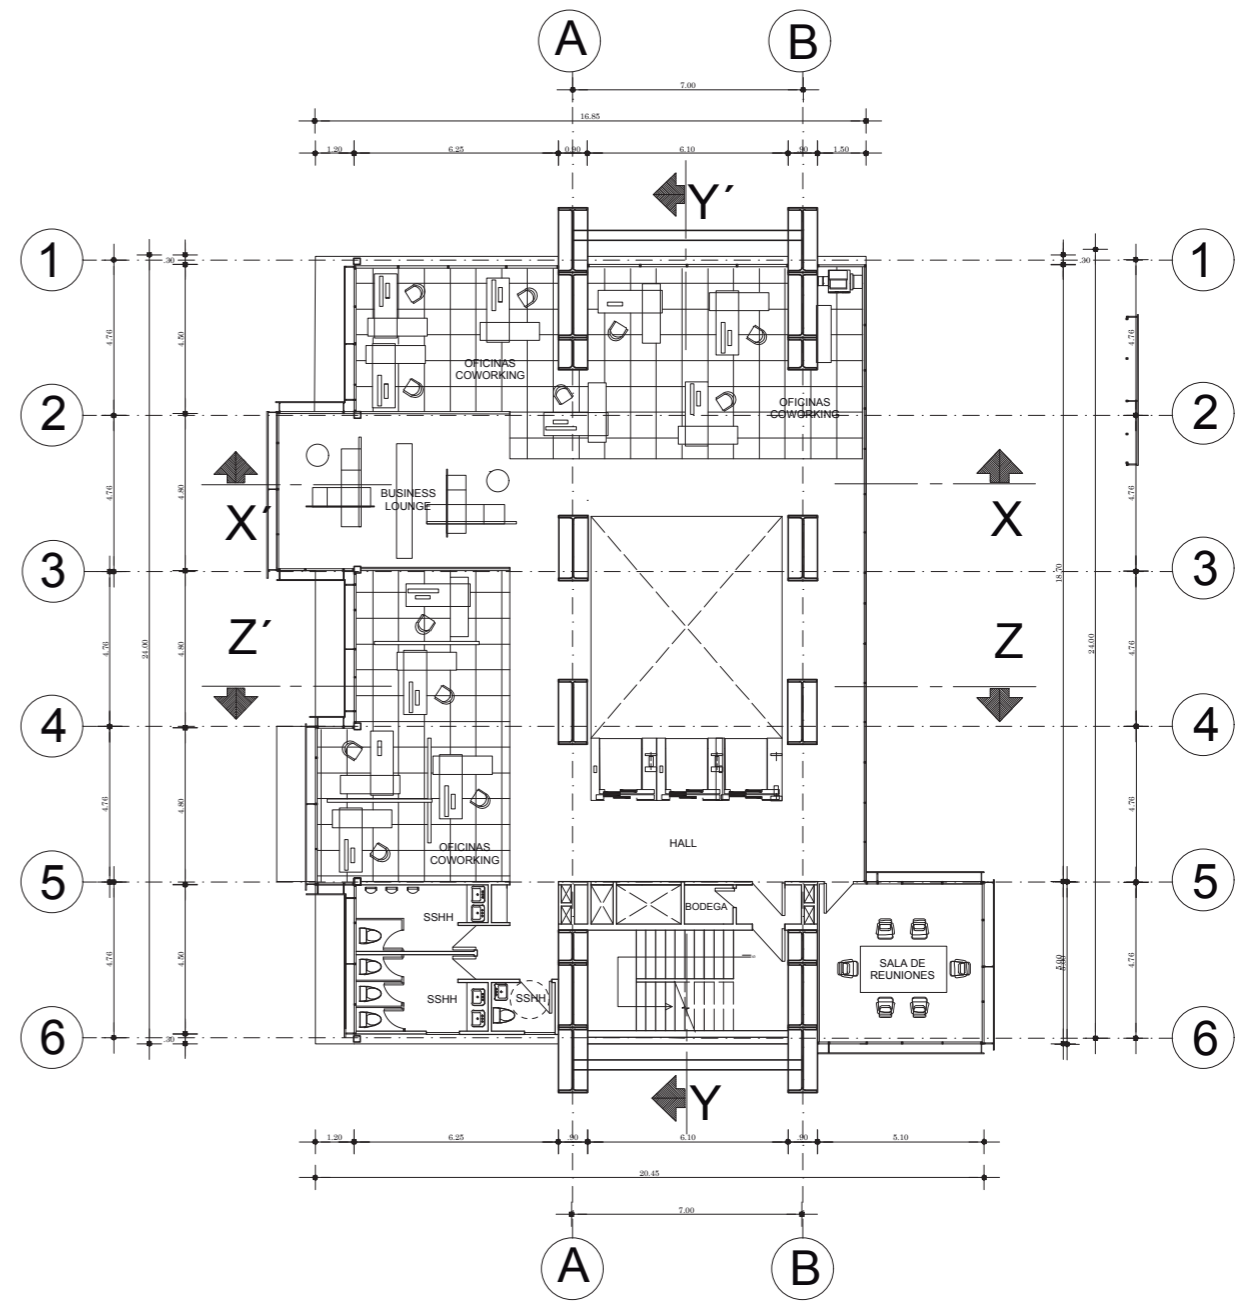 A
B
7.00
16.85
1.20
6.25
0.90
6.10
.90
1.50
Y´
1
.30
1
.30
4.76
4.50
4.76
OFICINAS
COWORKING
OFICINAS
COWORKING
2
2
X´
X
4.76
4.80
BUSINESS
LOUNGE
4.76
3
3
18.70
Z´
Z
4.76
24.00
4.80
24.00
4.76
4
4
4.76
4.80
4.76
OFICINAS
COWORKING
HALL
5
5
SSHH
BODEGA
4.76
4.50
SALA DE
REUNIONES
5.00
4.76
SSHH
SSHH
6
.30
6
Y
1.20
6.25
.90
6.10
.90
5.10
20.45
7.00
A
B